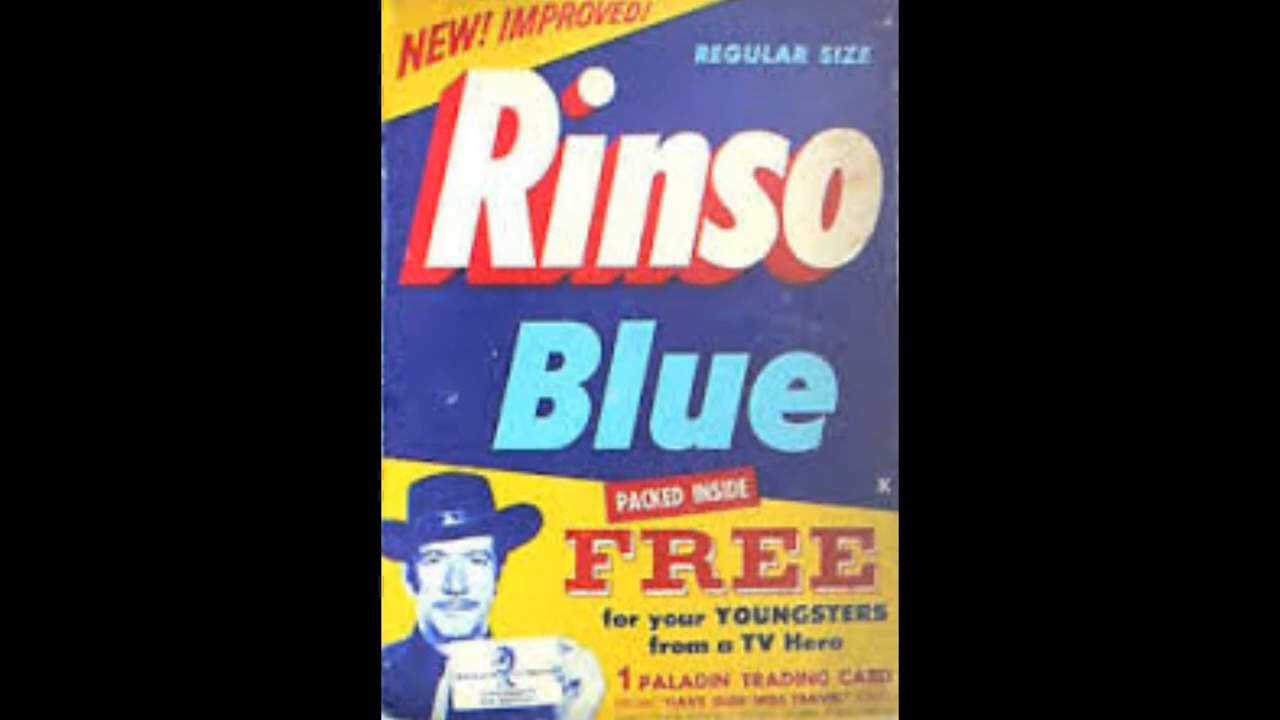 NEW! IMPROVED!
REGULAR SIZE
Rinso
Blue
K
PACKED INSIDE
FREE
for your YOUNGSTERS
from a TV Hero
1 PALADIN TRADING CARD
"HAVE GUN WILL TRAVEL"